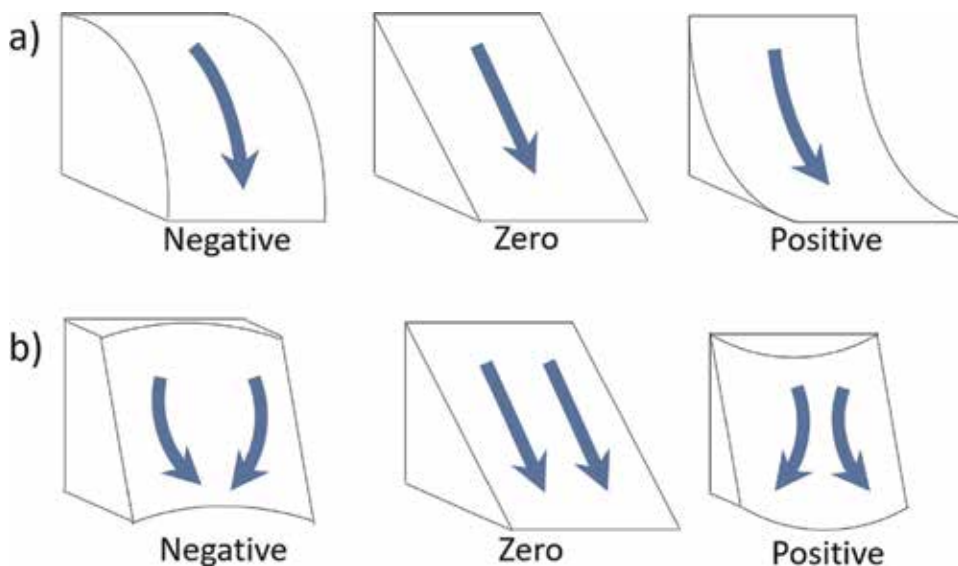 a)
Negative
Zero
Positive
b)
Negative
Zero
Positive